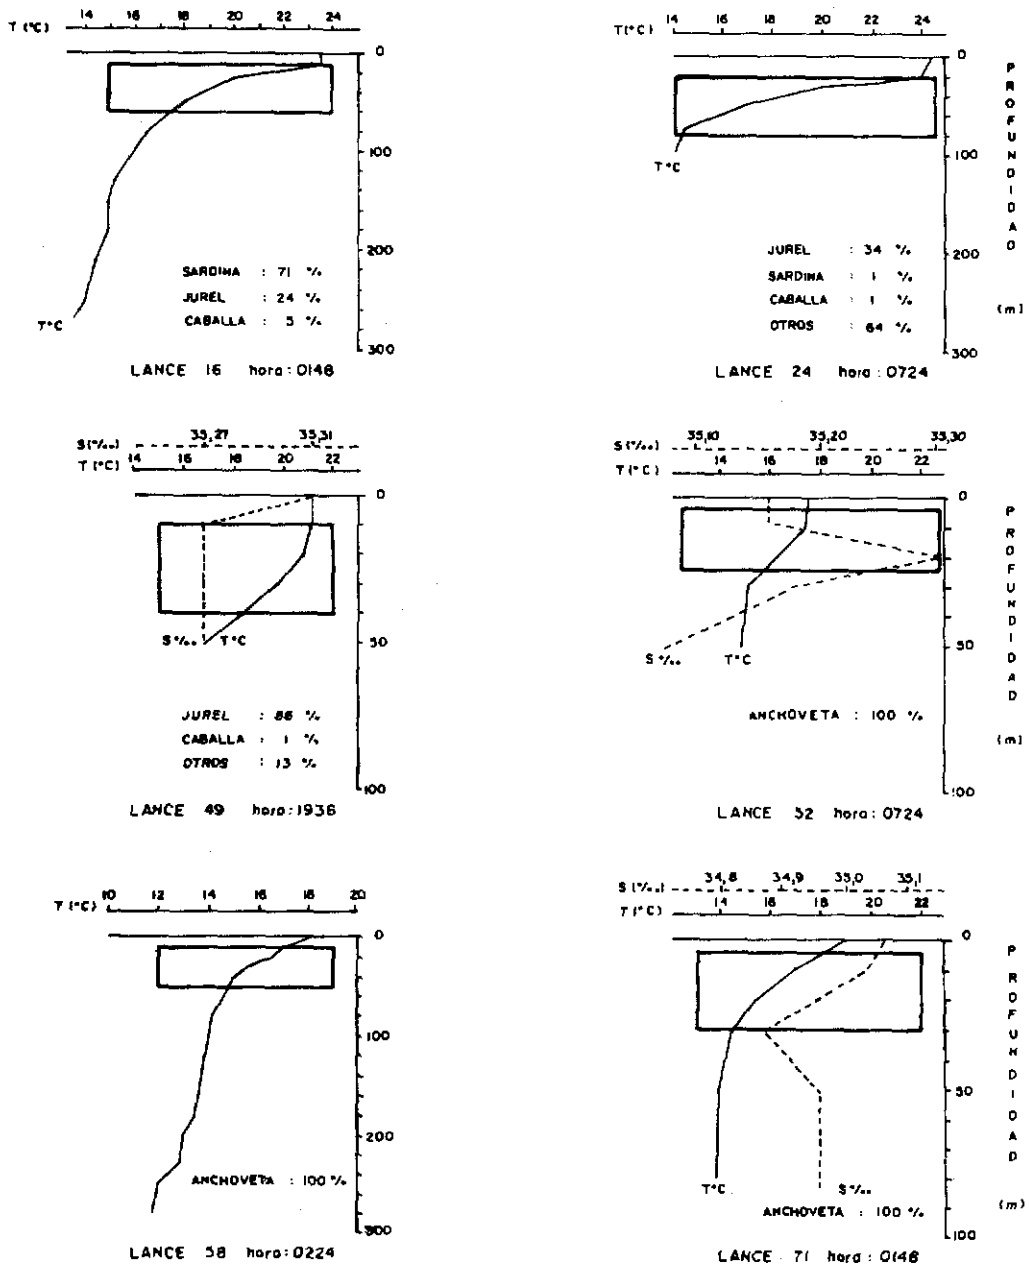 T (°C) 14 16 18 20 22 24
0
100
200
300
T°C
SARDINA : 71 %
JUREL : 24 %
CABALLA : 5 %
LANCE 16 hora: 0148
T(°C) 14 16 18 20 22 24
0
100
200
300
T°C
JUREL : 34 %
SARDINA : 1 %
CABALLA : 1 %
OTROS : 64 %
LANCE 24 hora: 0724
PROFUNDIDAD
(m)
S(‰) 35,27 35,31
T(°C) 14 16 18 20 22
0
50
100
S‰ T°C
JUREL : 86 %
CABALLA : 1 %
OTROS : 13 %
LANCE 49 hora: 1936
S(‰) 35,10 35,20 35,30
T(°C) 14 16 18 20 22
0
50
100
S‰ T°C
ANCHOVETA : 100 %
LANCE 52 hora: 0724
PROFUNDIDAD
(m)
T(°C) 10 12 14 16 18 20
0
100
200
300
ANCHOVETA : 100 %
LANCE 58 hora: 0224
S(‰) 34,8 34,9 35,0 35,1
T(°C) 14 16 18 20 22
0
50
100
T°C S‰
ANCHOVETA : 100 %
LANCE 71 hora: 0148
PROFUNDIDAD
(m)